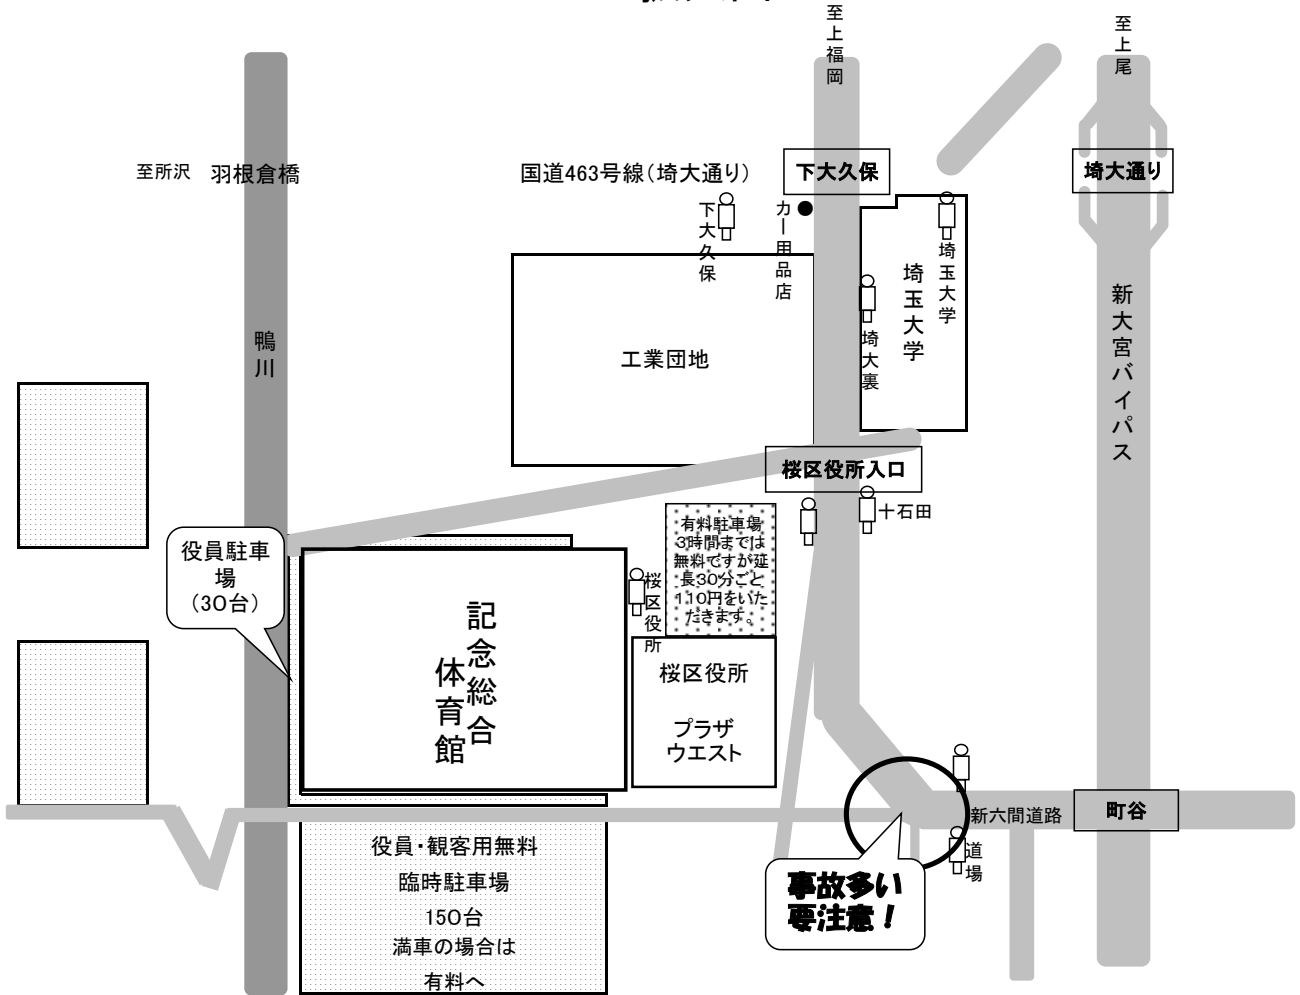 至上福岡
至上尾
至所沢
羽根倉橋
国道463号線（埼大通り）
下大久保
埼大通り
下大久保
カー用品店
埼玉大学
埼玉大学
埼大裏
新大宮バイパス
鴨川
工業団地
桜区役所入口
十石田
有料駐車場
3時間までは
無料ですが延
長30分ごと
110円をいた
だきます。
役員駐車
場
（30台）
桜区役所
記念総合
体育館
桜区役所
プラザ
ウエスト
新六間道路
町谷
道場
事故多い
要注意！
役員・観客用無料
臨時駐車場
150台
満車の場合は
有料へ